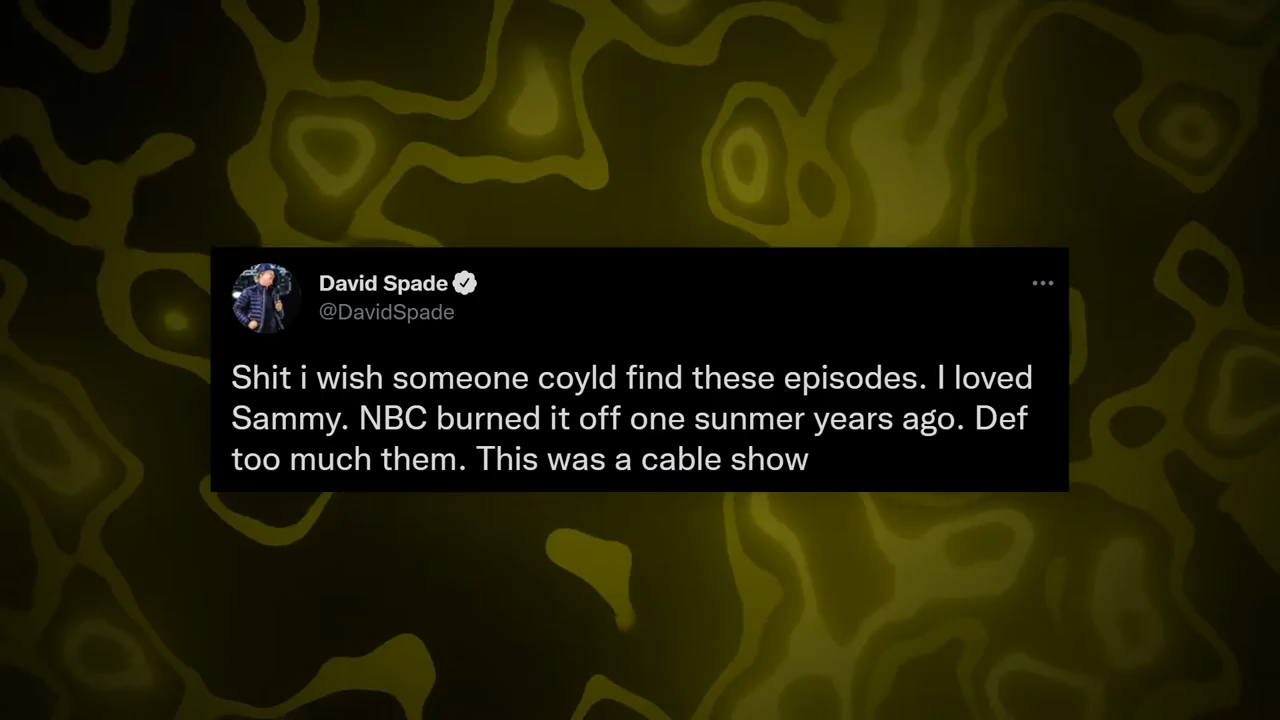 David Spade
@DavidSpade
Shit i wish someone coyld find these episodes. I loved
Sammy. NBC burned it off one sunmer years ago. Def
too much them. This was a cable show